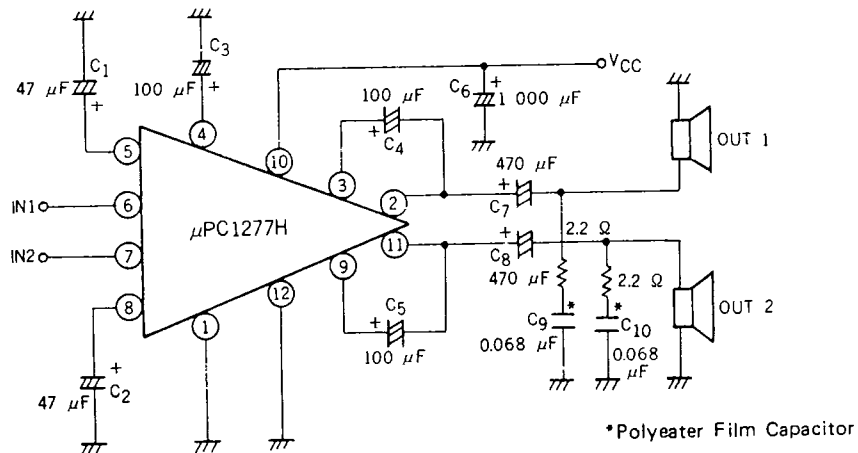 C1
47 μF
+
C3
100 μF
+
4
5
IN1
6
IN2
7
8
μPC1277H
10
3
2
11
9
12
1
100 μF
+
C4
C6
+
1 000 μF
VCC
470 μF
+
C7
+
C8
470 μF
C5
+
100 μF
2.2 Ω
2.2 Ω
*
C9
0.068 μF
*
C10
0.068 μF
OUT 1
OUT 2
+
47 μF
C2
*Polyeater Film Capacitor